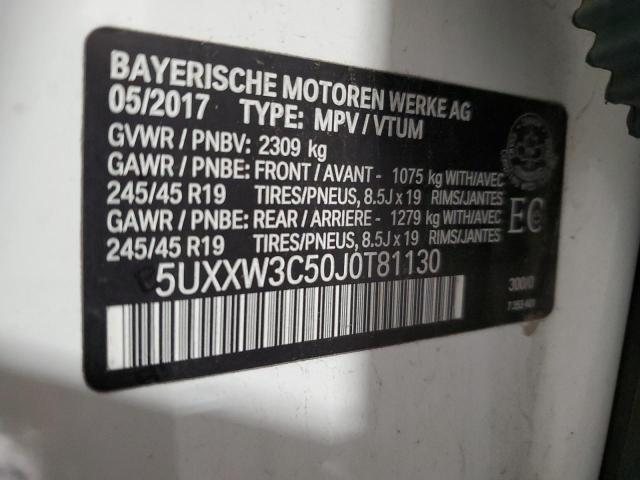 BAYERISCHE MOTOREN WERKE AG
05/2017 TYPE: MPV / VTUM
GVWR / PNBV: 2309 kg
GAWR / PNBE: FRONT / AVANT - 1075 kg WITH/AVEC
245/45 R19 TIRES/PNEUS, 8.5J x 19 RIMS/JANTES
GAWR / PNBE: REAR / ARRIERE - 1279 kg WITH/AVEC
245/45 R19 TIRES/PNEUS, 8.5J x 19 RIMS/JANTES
EC
5UXXW3C50J0T81130
300/0